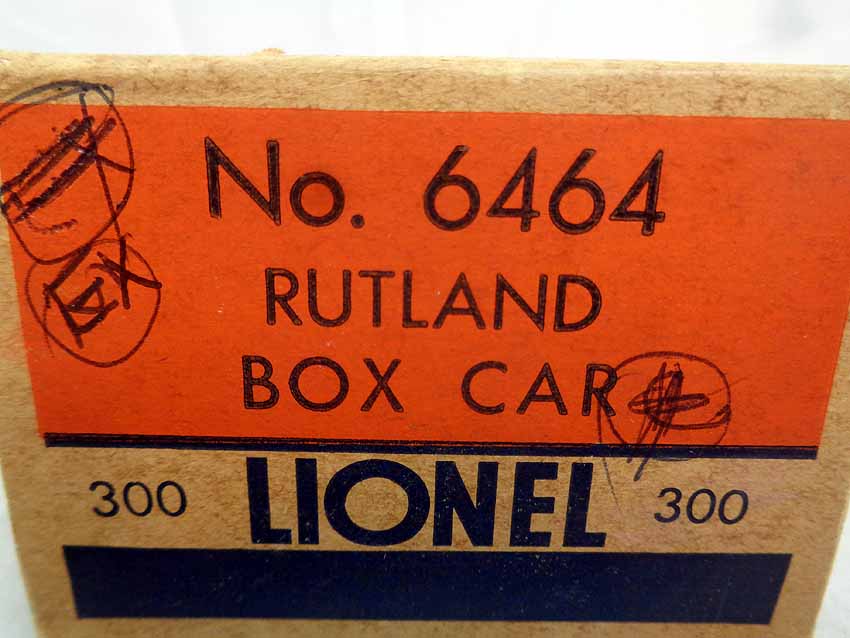 No. 6464
RUTLAND
BOX CAR
300 LIONEL 300